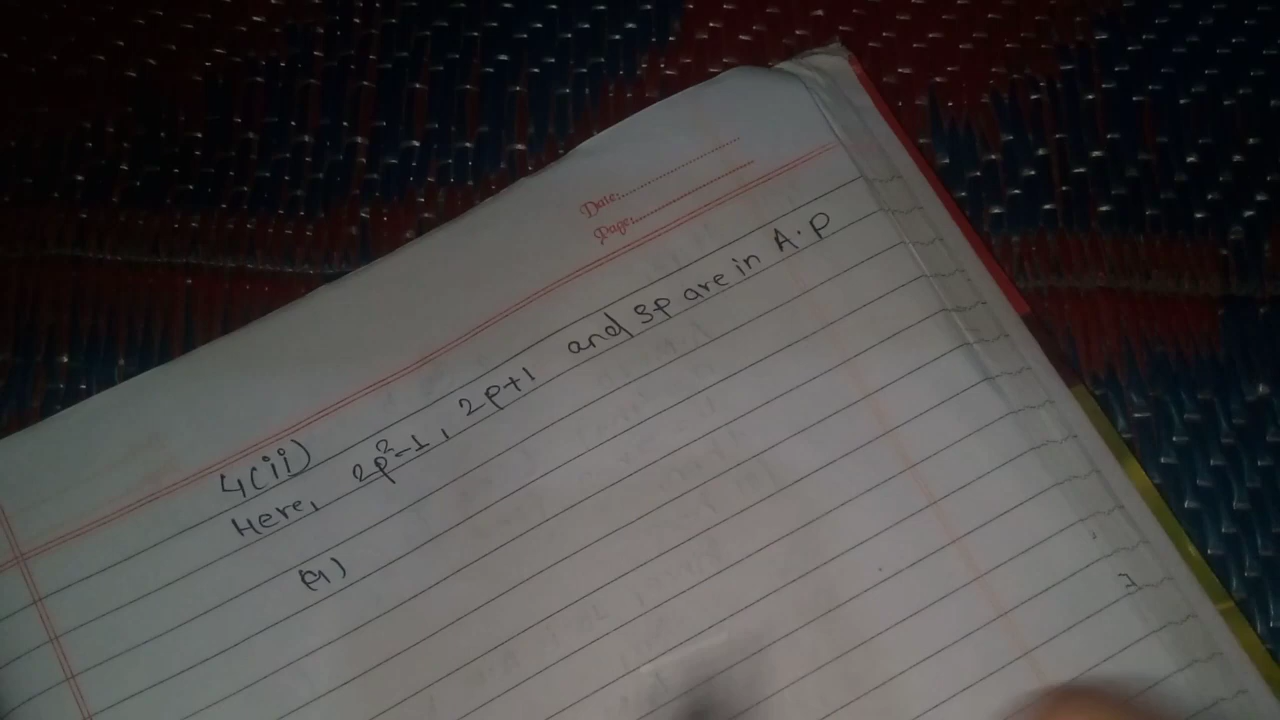 Date:
Page:
4(ii)
Here, 2p²-1, 2p+1 and 3p are in A.P